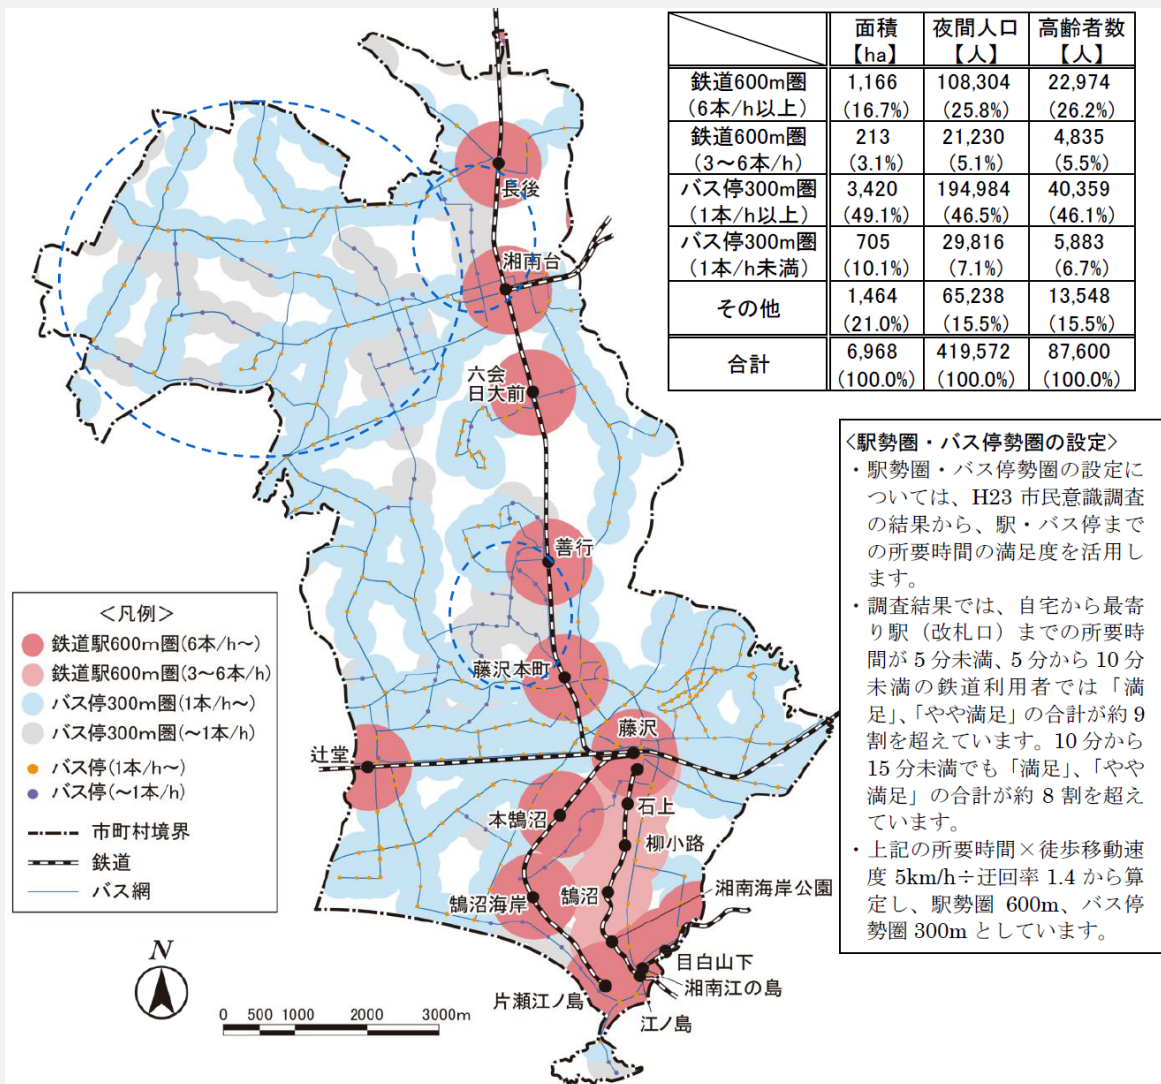 面積
【ha】
夜間人口
【人】
高齢者数
【人】
鉄道600m圏
(6本/h以上)
1,166
(16.7%)
108,304
(25.8%)
22,974
(26.2%)
鉄道600m圏
(3~6本/h)
213
(3.1%)
21,230
(5.1%)
4,835
(5.5%)
バス停300m圏
(1本/h以上)
3,420
(49.1%)
194,984
(46.5%)
40,359
(46.1%)
バス停300m圏
(1本/h未満)
705
(10.1%)
29,816
(7.1%)
5,883
(6.7%)
その他
1,464
(21.0%)
65,238
(15.5%)
13,548
(15.5%)
合計
6,968
(100.0%)
419,572
(100.0%)
87,600
(100.0%)
長後
湘南台
六会
日大前
善行
藤沢本町
藤沢
辻堂
石上
本鵠沼
柳小路
鵠沼
鵠沼海岸
湘南海岸公園
目白山下
湘南江の島
江ノ島
片瀬江ノ島
<駅勢圏・バス停勢圏の設定>
・駅勢圏・バス停勢圏の設定に
ついては、H23 市民意識調査
の結果から、駅・バス停まで
の所要時間の満足度を活用し
ます。
・調査結果では、自宅から最寄
り駅（改札口）までの所要時
間が 5 分未満、5 分から 10 分
未満の鉄道利用者では「満
足」、「やや満足」の合計が約 9
割を超えています。10 分から
15 分未満でも「満足」、「やや
満足」の合計が約 8 割を超え
ています。
・上記の所要時間×徒歩移動速
度 5km/h÷迂回率 1.4 から算
定し、駅勢圏 600m、バス停
勢圏 300m としています。
<凡例>
鉄道駅600m圏(6本/h~)
鉄道駅600m圏(3~6本/h)
バス停300m圏(1本/h~)
バス停300m圏(~1本/h)
バス停(1本/h~)
バス停(~1本/h)
市町村境界
鉄道
バス網
N
0 500 1000 2000 3000m